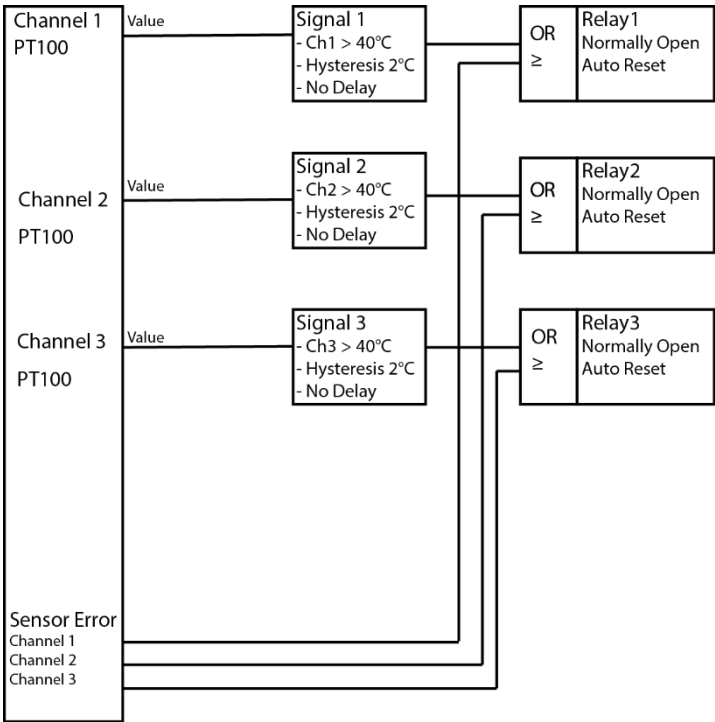 Channel 1
PT100
Value
Signal 1
- Ch1 > 40°C
- Hysteresis 2°C
- No Delay
OR
≥
Relay1
Normally Open
Auto Reset
Channel 2
PT100
Value
Signal 2
- Ch2 > 40°C
- Hysteresis 2°C
- No Delay
OR
≥
Relay2
Normally Open
Auto Reset
Channel 3
PT100
Value
Signal 3
- Ch3 > 40°C
- Hysteresis 2°C
- No Delay
OR
≥
Relay3
Normally Open
Auto Reset
Sensor Error
Channel 1
Channel 2
Channel 3